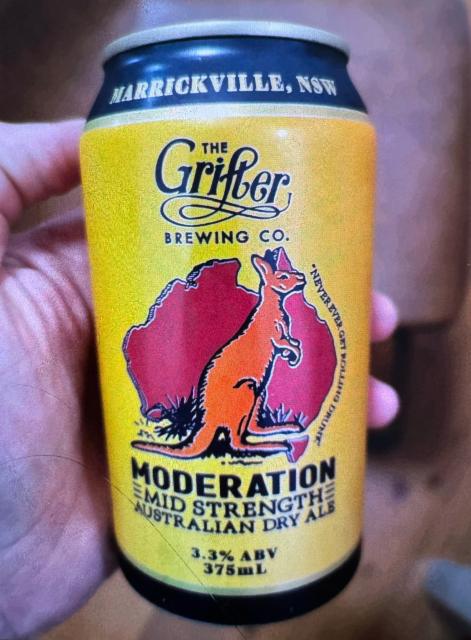 MARRICKVILLE, NSW
THE
Grifter
BREWING CO.
"NEVER EVER GET ROLLING DRUNK"
MODERATION
MID STRENGTH
AUSTRALIAN DRY ALE
3.3% ABV
375mL